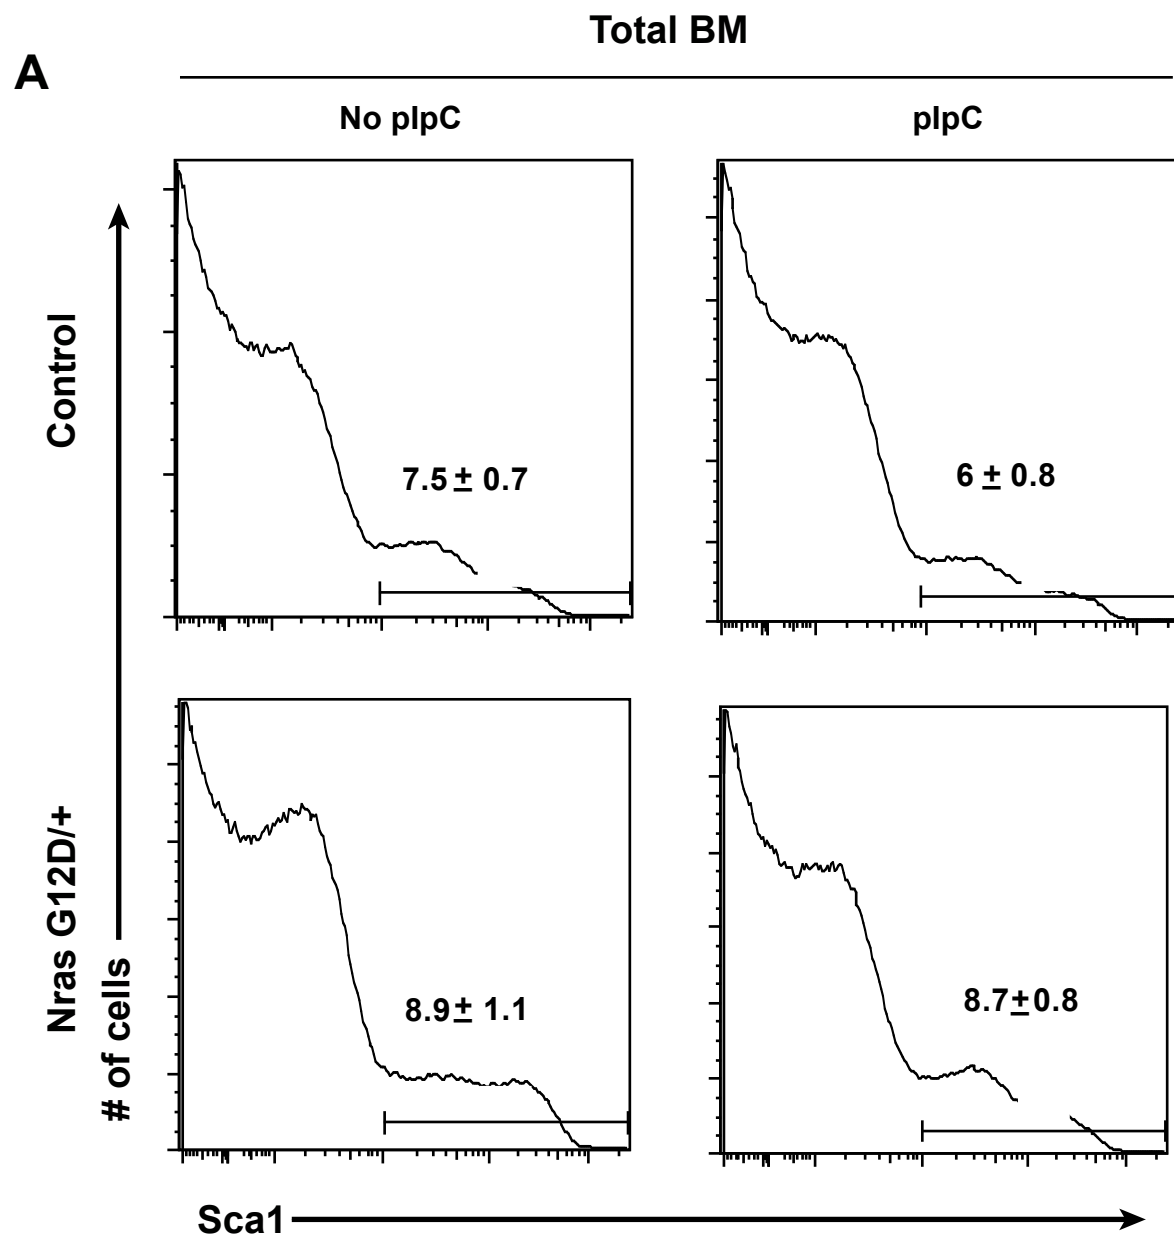 Total BM
A
No pIpC
pIpC
Control
7.5 ± 0.7
6 ± 0.8
Nras G12D/+
# of cells
8.9 ± 1.1
8.7±0.8
Sca1